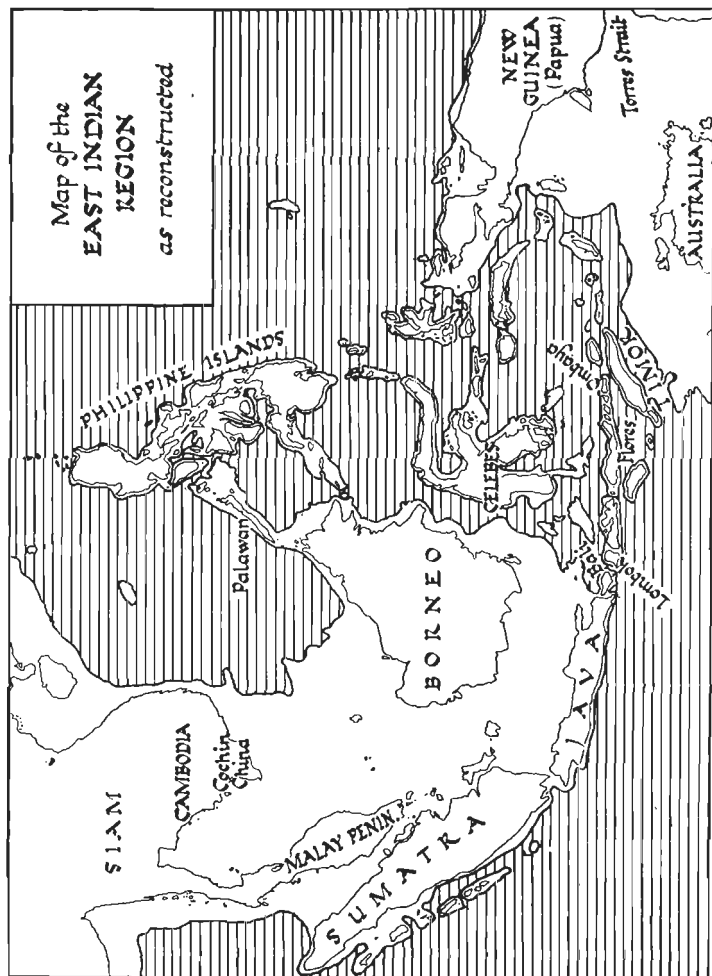 Map of the
EAST INDIAN
REGION
as reconstructed
SIAM
CAMBODIA
Cochin
China
MALAY PENIN.
SUMATRA
PHILIPPINE ISLANDS
Palawan
BORNEO
CELEBES
JAVA
Bali
Lombok
Flores
Ombaya
TIMOR
NEW
GUINEA
(Papua)
Torres Strait
AUSTRALIA